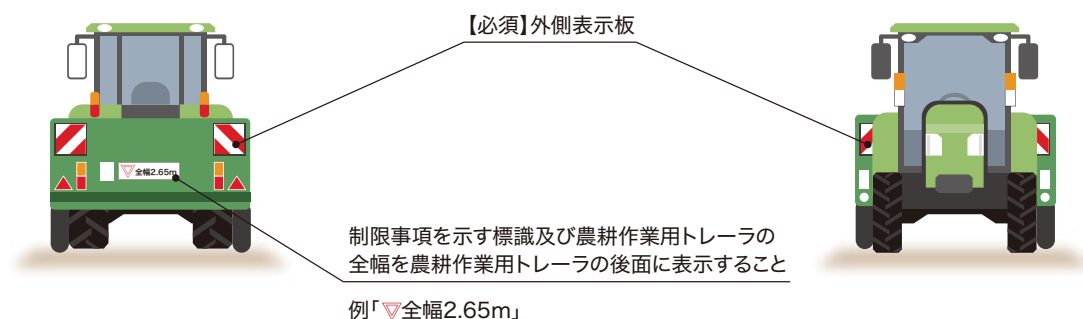 【必須】外側表示板
▽全幅2.65m
制限事項を示す標識及び農耕作業用トレーラの
全幅を農耕作業用トレーラの後面に表示すること
例「▽全幅2.65m」